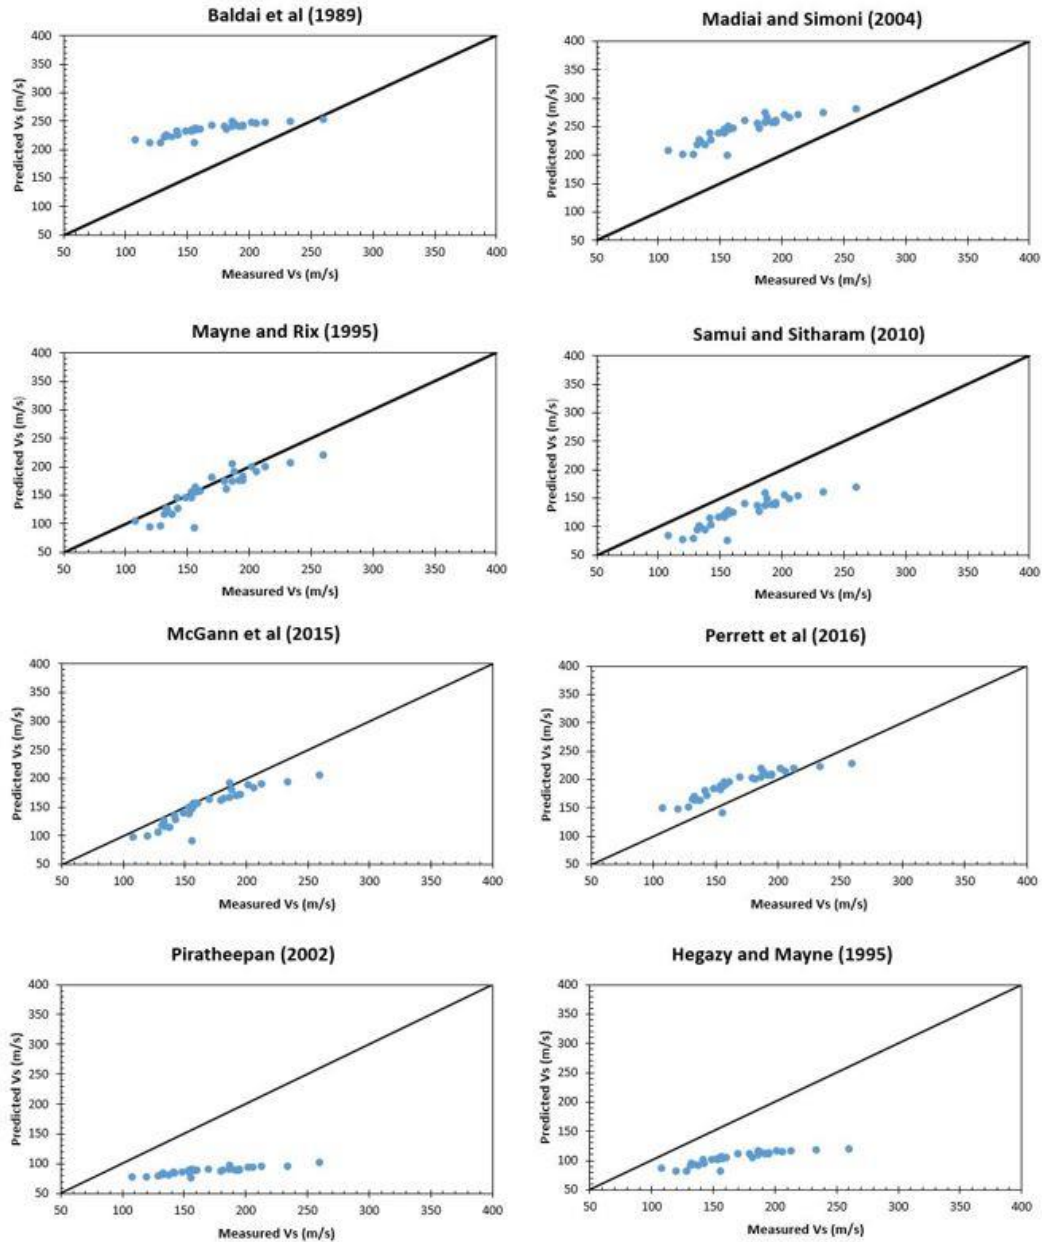 Baldai et al (1989)
400
350
300
250
200
150
100
50
Predicted Vs (m/s)
50 100 150 200 250 300 350 400
Measured Vs (m/s)
Madiai and Simoni (2004)
400
350
300
250
200
150
100
50
Predicted Vs (m/s)
50 100 150 200 250 300 350 400
Measured Vs (m/s)
Mayne and Rix (1995)
400
350
300
250
200
150
100
50
Predicted Vs (m/s)
50 100 150 200 250 300 350 400
Measured Vs (m/s)
Samui and Sitharam (2010)
400
350
300
250
200
150
100
50
Predicted Vs (m/s)
50 100 150 200 250 300 350 400
Measured Vs (m/s)
McGann et al (2015)
400
350
300
250
200
150
100
50
Predicted Vs (m/s)
50 100 150 200 250 300 350 400
Measured Vs (m/s)
Perrett et al (2016)
400
350
300
250
200
150
100
50
Predicted Vs (m/s)
50 100 150 200 250 300 350 400
Measured Vs (m/s)
Piratheepan (2002)
400
350
300
250
200
150
100
50
Predicted Vs (m/s)
50 100 150 200 250 300 350 400
Measured Vs (m/s)
Hegazy and Mayne (1995)
400
350
300
250
200
150
100
50
Predicted Vs (m/s)
50 100 150 200 250 300 350 400
Measured Vs (m/s)